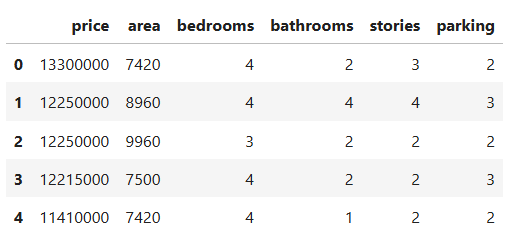 price area bedrooms bathrooms stories parking
0 13300000 7420 4 2 3 2
1 12250000 8960 4 4 4 3
2 12250000 9960 3 2 2 2
3 12215000 7500 4 2 2 3
4 11410000 7420 4 1 2 2